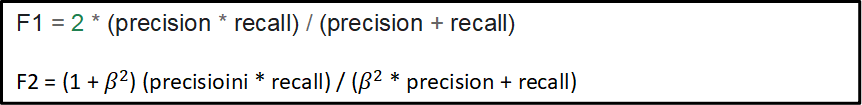 F1 = 2 * (precision * recall) / (precision + recall)
F2 = (1 + β²) (precisioini * recall) / (β² * precision + recall)